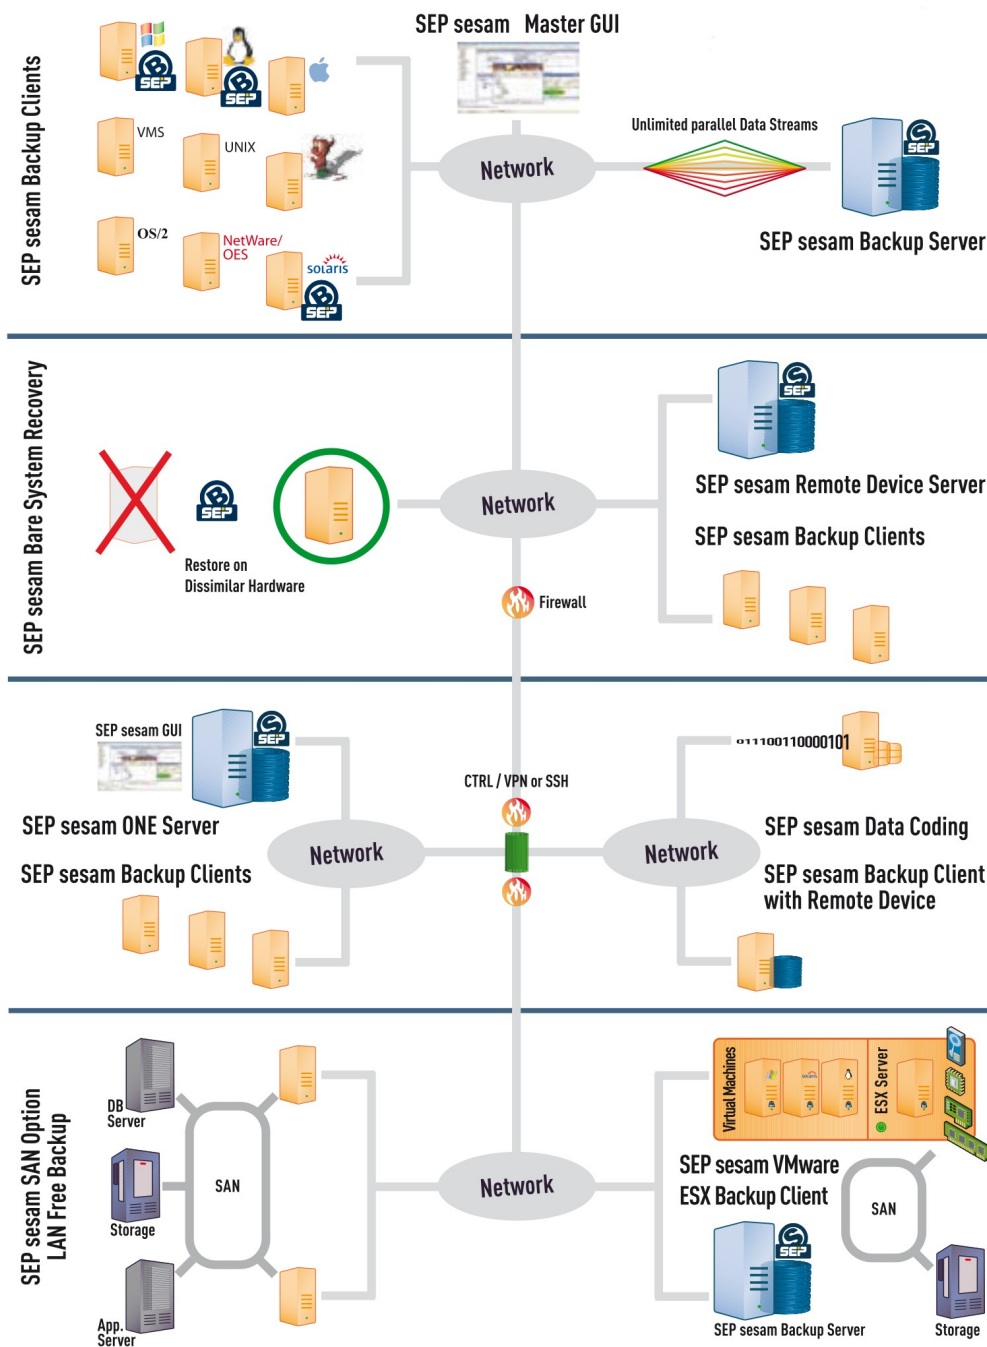 SEP sesam Master GUI
SEP sesam Backup Clients
B
SEP
B
SEP
VMS
UNIX
OS/2
NetWare/
OES
solaris
B
SEP
Network
Unlimited parallel Data Streams
S
SEP
SEP sesam Backup Server
SEP sesam Bare System Recovery
B
SEP
Restore on
Dissimilar Hardware
Network
Firewall
S
SEP
SEP sesam Remote Device Server
SEP sesam Backup Clients
SEP sesam GUI
S
SEP
SEP sesam ONE Server
SEP sesam Backup Clients
Network
CTRL / VPN or SSH
Network
011100110000101
SEP sesam Data Coding
SEP sesam Backup Client
with Remote Device
SEP sesam SAN Option
LAN Free Backup
DB
Server
Storage
App.
Server
SAN
Network
Virtual Machines
solaris
ESX Server
SEP sesam VMware
ESX Backup Client
SAN
S
SEP
SEP sesam Backup Server
Storage